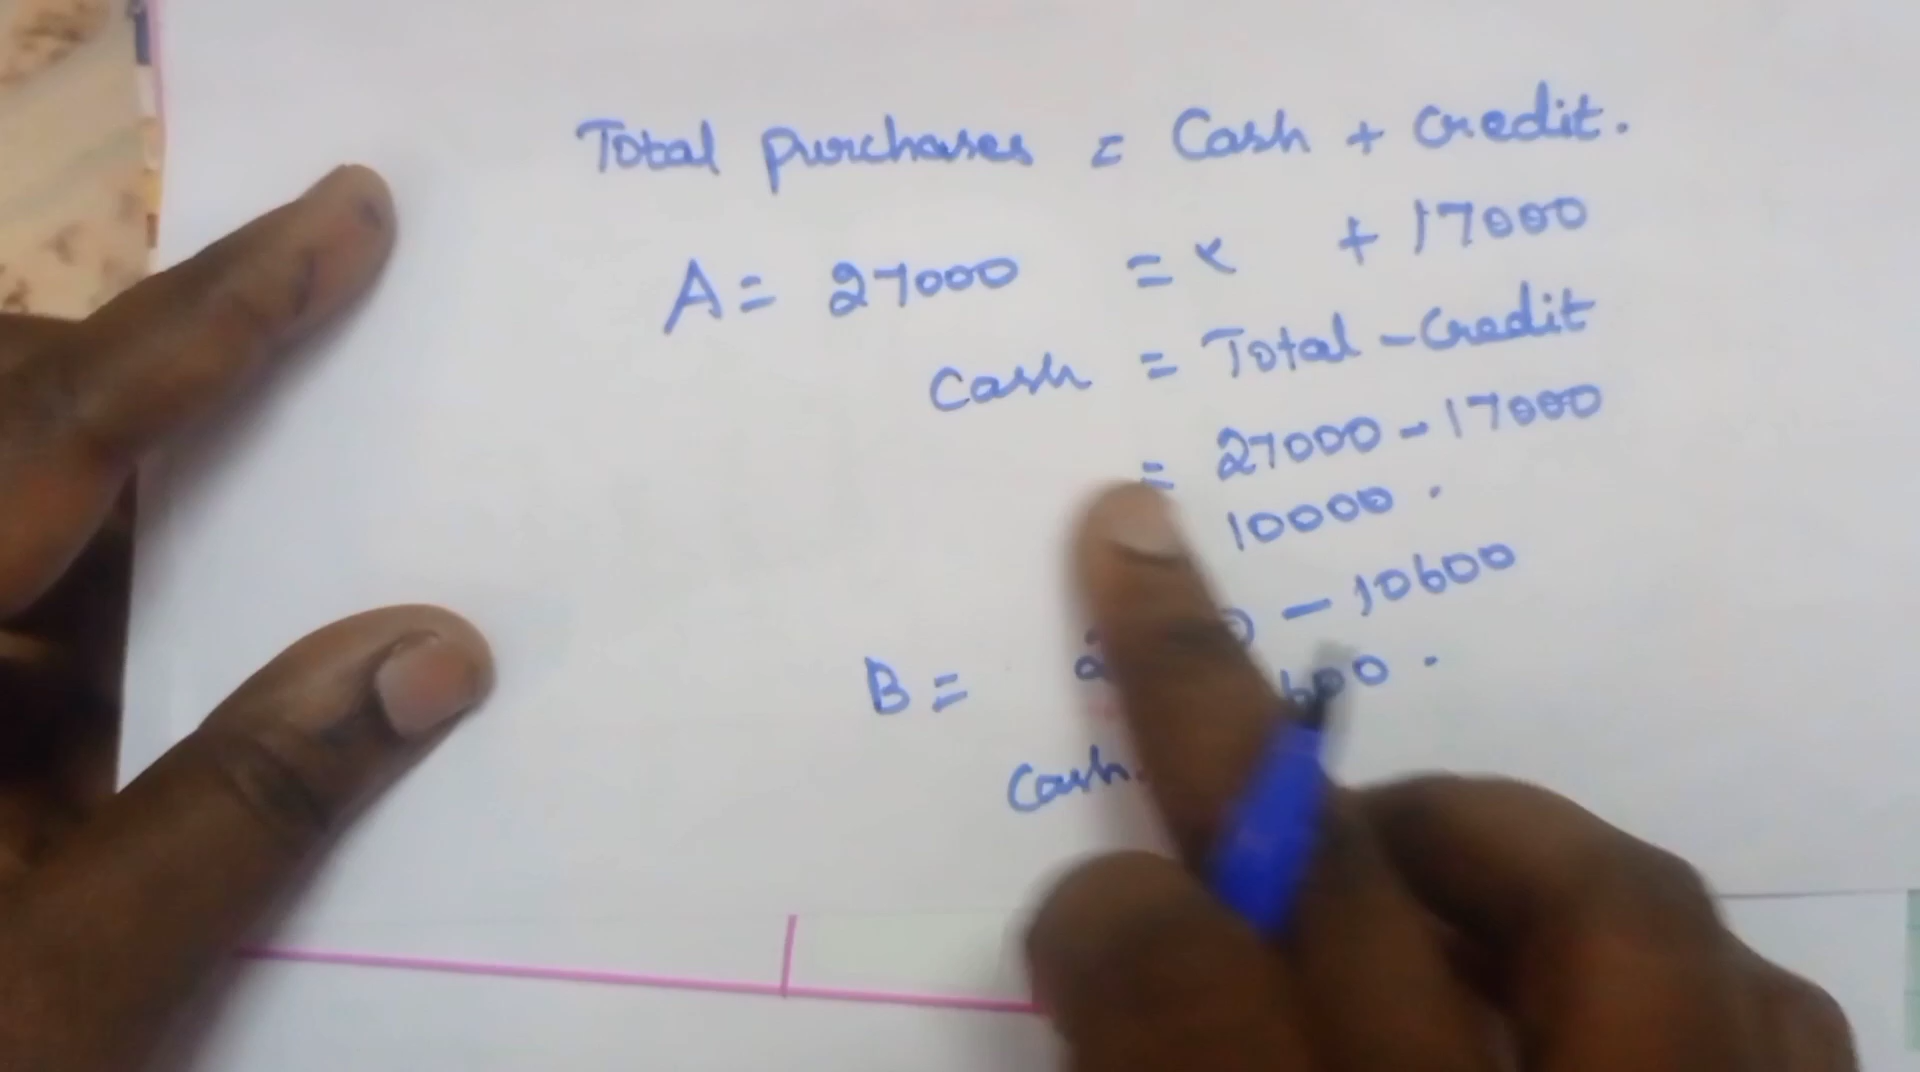 Total purchases = Cash + Credit.
A = 27000 = x + 17000
Cash = Total - Credit
= 27000 - 17000
10000.
B = - 10600
Cash.